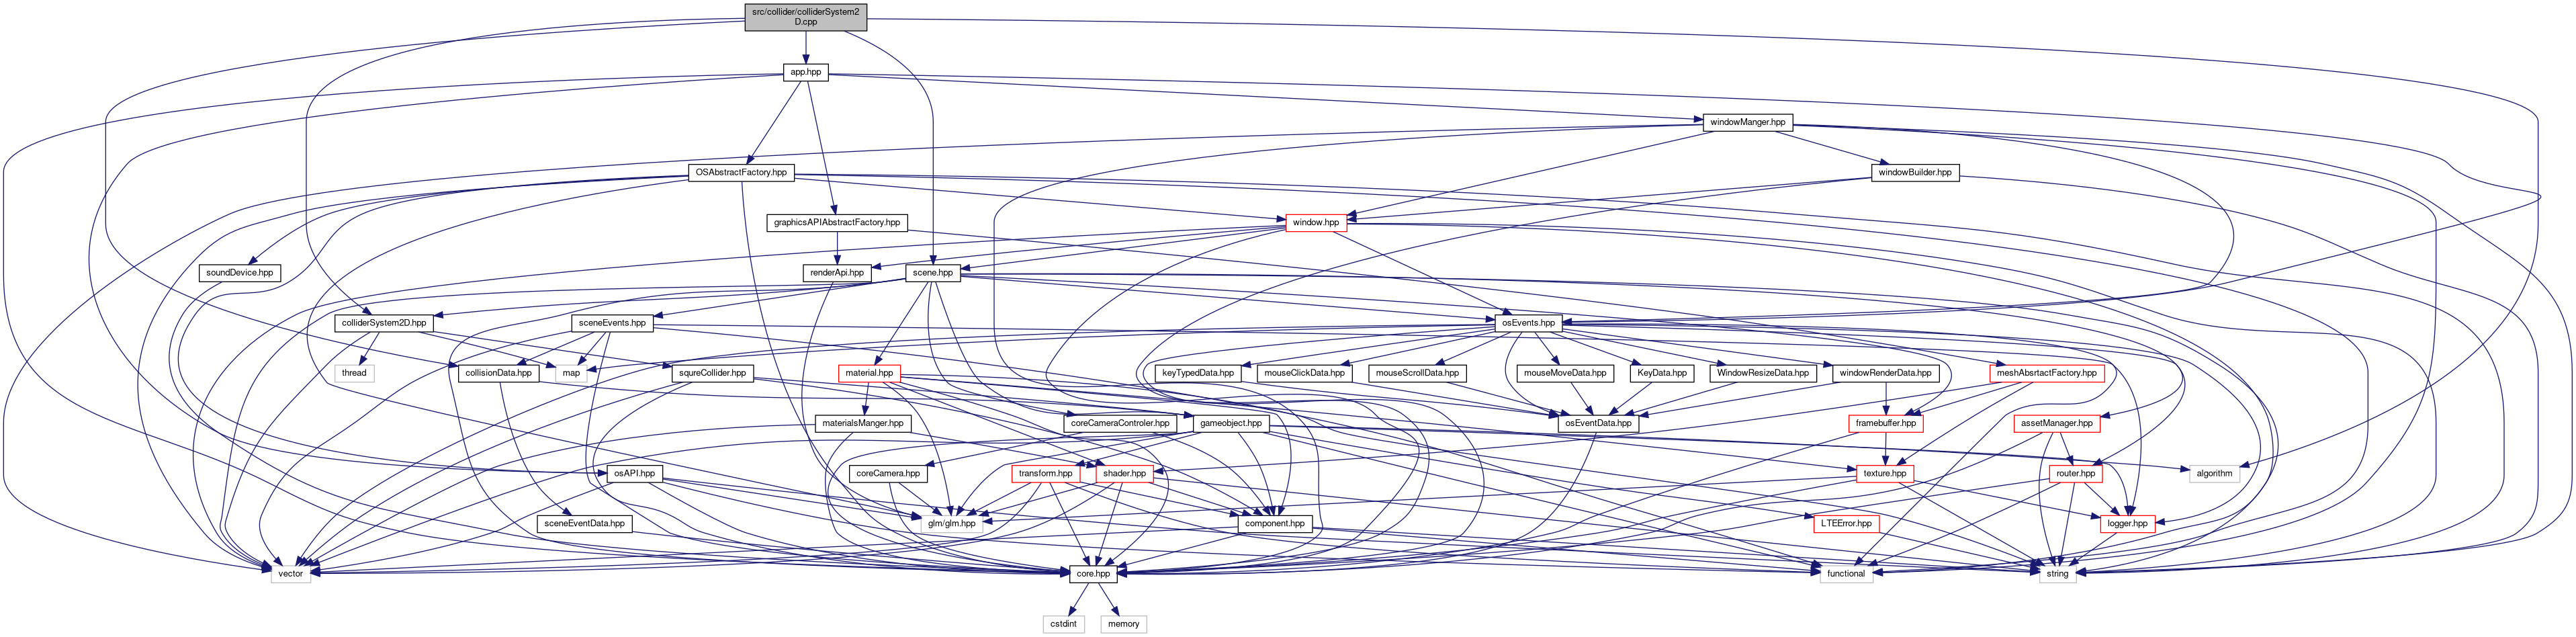 src/collider/colliderSystem2
D.cpp
app.hpp
windowManger.hpp
OSAbstractFactory.hpp
windowBuilder.hpp
graphicsAPIAbstractFactory.hpp
window.hpp
soundDevice.hpp
renderApi.hpp
scene.hpp
colliderSystem2D.hpp
sceneEvents.hpp
osEvents.hpp
thread
collisionData.hpp
map
squreCollider.hpp
material.hpp
keyTypedData.hpp
mouseClickData.hpp
mouseScrollData.hpp
mouseMoveData.hpp
KeyData.hpp
WindowResizeData.hpp
windowRenderData.hpp
meshAbsrtactFactory.hpp
materialsManger.hpp
coreCameraControler.hpp
gameobject.hpp
osEventData.hpp
framebuffer.hpp
assetManager.hpp
osAPI.hpp
coreCamera.hpp
transform.hpp
shader.hpp
texture.hpp
router.hpp
algorithm
sceneEventData.hpp
glm/glm.hpp
component.hpp
LTEError.hpp
logger.hpp
vector
core.hpp
functional
string
cstdint
memory